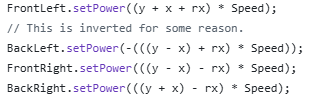 FrontLeft.setPower((y + x + rx) * Speed);
// This is inverted for some reason.
BackLeft.setPower(-(((y - x) + rx) * Speed));
FrontRight.setPower(((y - x) - rx) * Speed);
BackRight.setPower(((y + x) - rx) * Speed);